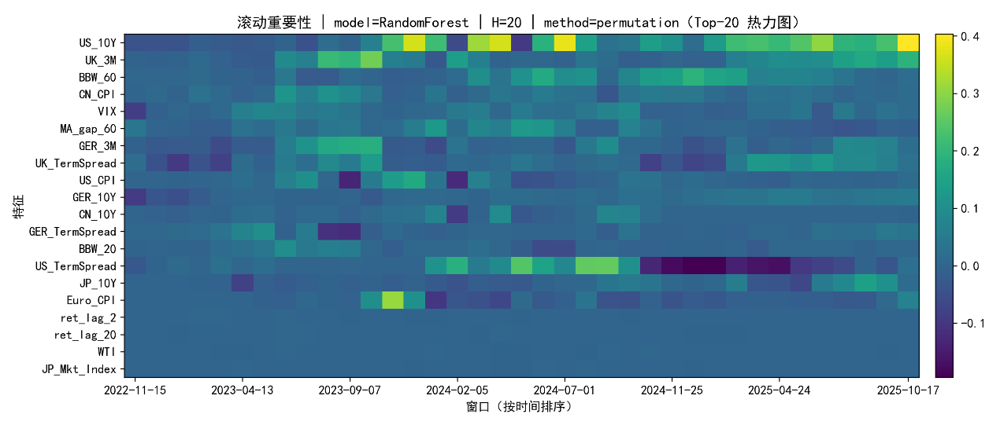 滚动重要性 | model=RandomForest | H=20 | method=permutation (Top-20 热力图)
US_10Y
UK_3M
BBW_60
CN_CPI
VIX
MA_gap_60
GER_3M
UK_TermSpread
US_CPI
GER_10Y
CN_10Y
GER_TermSpread
BBW_20
US_TermSpread
JP_10Y
Euro_CPI
ret_lag_2
ret_lag_20
WTI
JP_Mkt_Index
特征
2022-11-15 2023-04-13 2023-09-07 2024-02-05 2024-07-01 2024-11-25 2025-04-24 2025-10-17
窗口（按时间排序）
0.4
0.3
0.2
0.1
0.0
-0.1